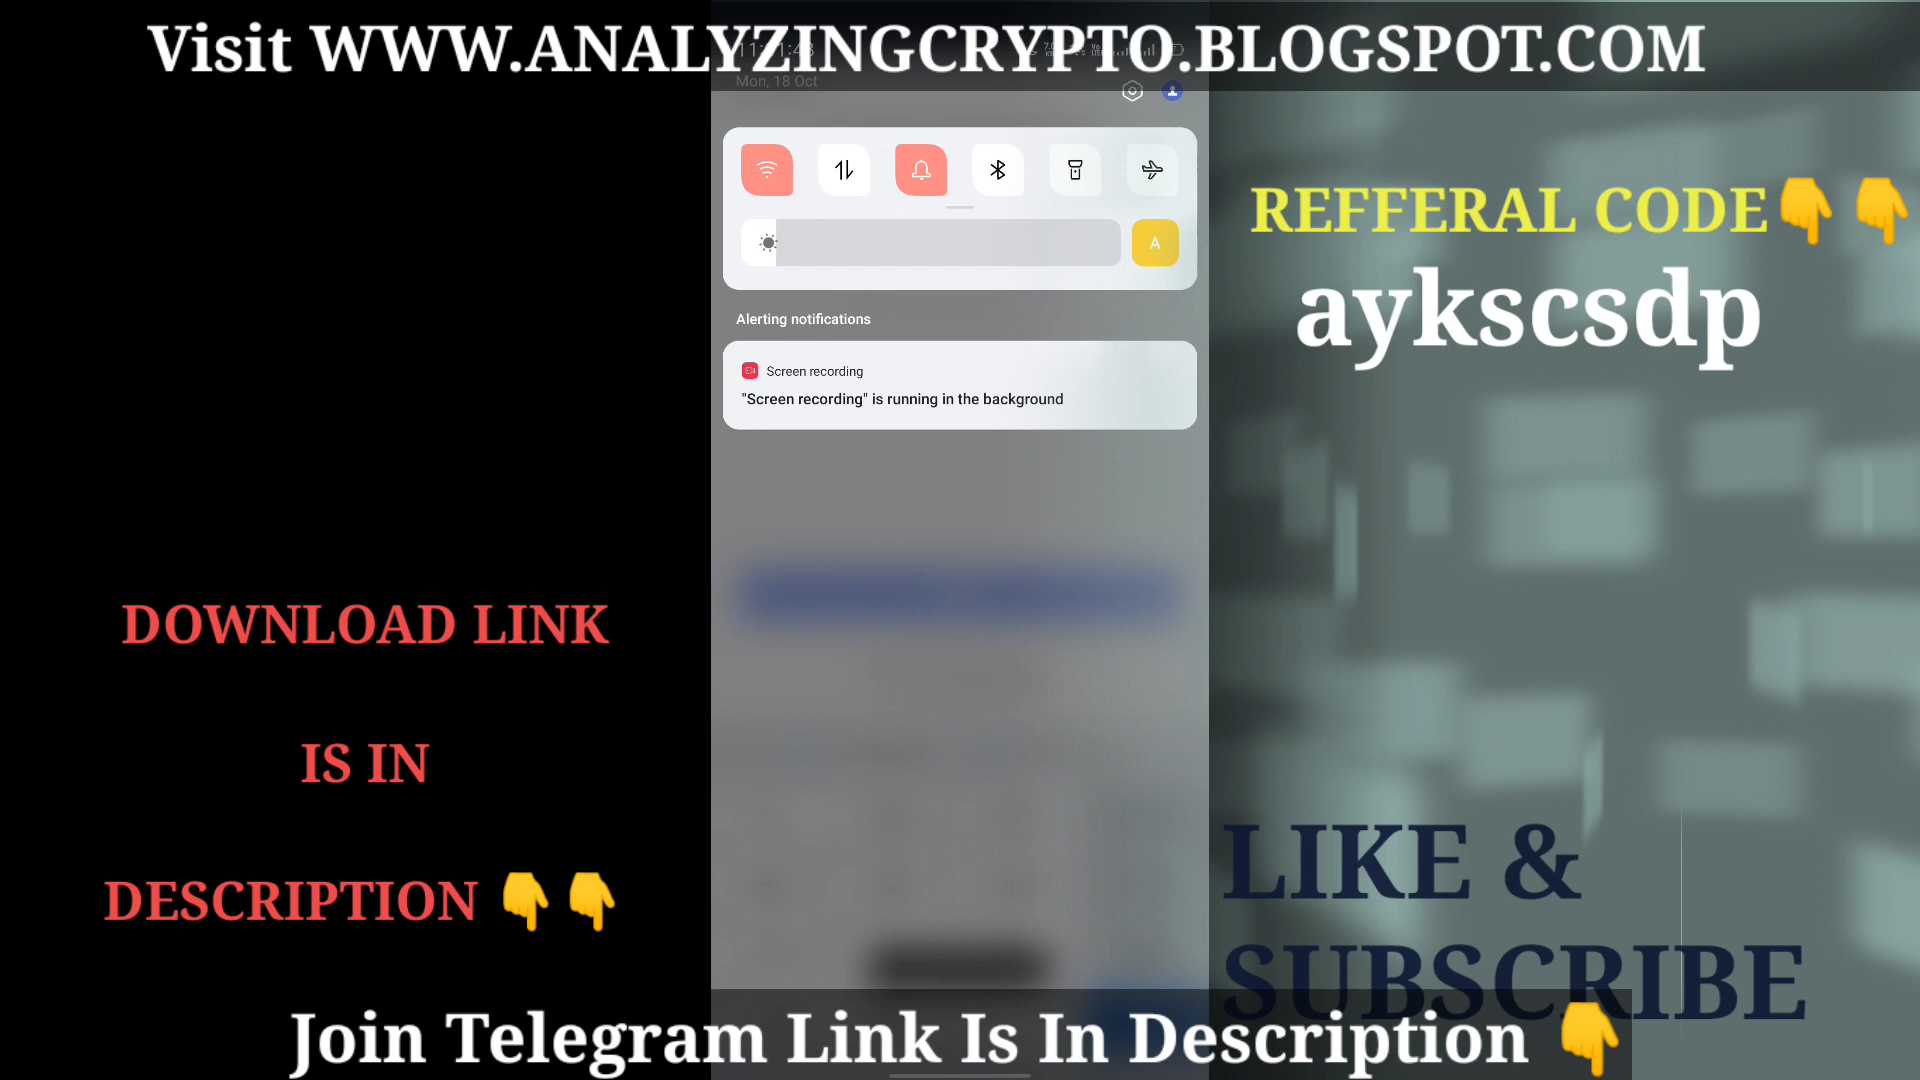 Visit WWW.ANALYZINGCRYPTO.BLOGSPOT.COM
Mon, 18 Oct
REFFERAL CODE👇👇
aykscsdp
A
Alerting notifications
Screen recording
"Screen recording" is running in the background
DOWNLOAD LINK
IS IN
DESCRIPTION 👇👇
LIKE &
SUBSCRIBE
Join Telegram Link Is In Description 👇